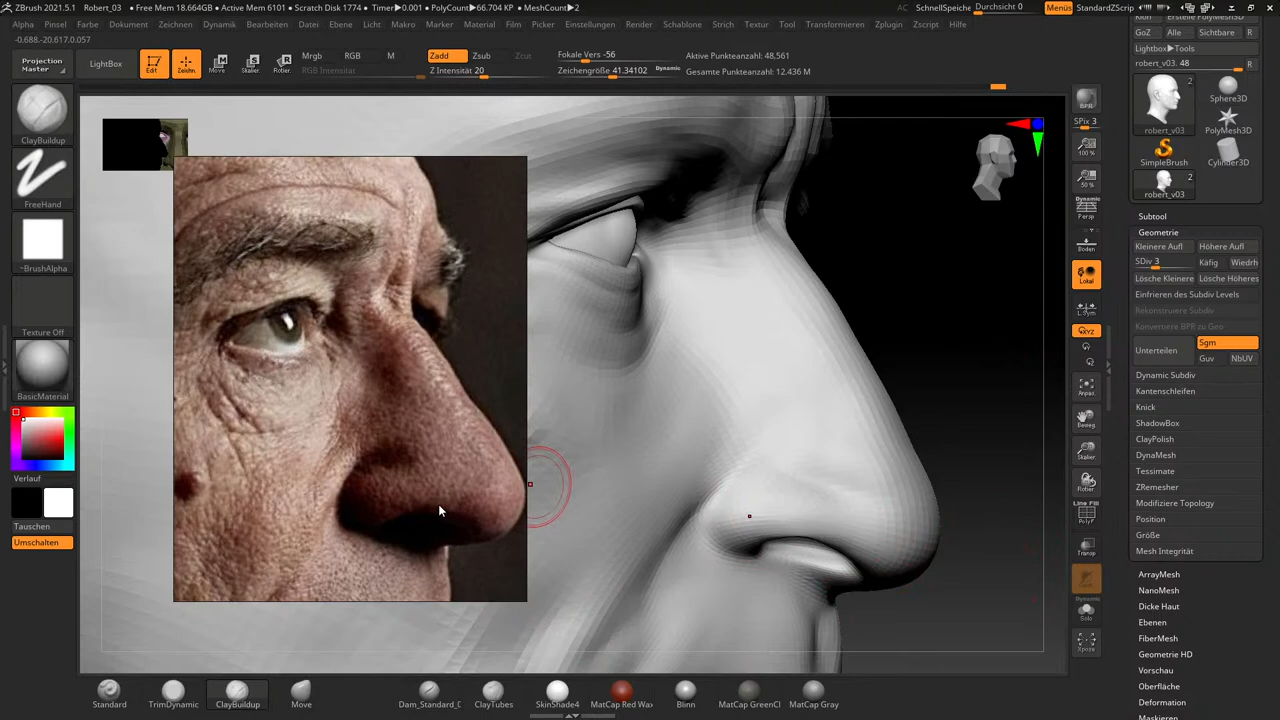 ZBrush 2021.5.1 Robert_03 • Free Mem 18.664GB • Active Mem 6101 • Scratch Disk 1774 • Timer▶0.001 • PolyCount▶66.704 KP • MeshCount▶2
AC SchnellSpeiche Durchsicht 0 Menüs StandardZScrip
Alpha Pinsel Farbe Dokument Zeichnen Dynamik Bearbeiten Datei Ebene Licht Makro Marker Material Film Picker Einstellungen Render Schablone Strich Textur Tool Transformieren Zplugin Zscript Hilfe
-0.688,-20.617,0.057
Projection Master
LightBox
Edit
Zeichn.
Move
Skalier.
Rotier.
Mrgb RGB M
RGB Intensität
Zadd Zsub Zcut
Z Intensität 20
Fokale Vers -56
Zeichengröße 41.34102 Dynamic
Aktive Punkteanzahl: 48,561
Gesamte Punkteanzahl: 12.436 M
ClayBuildup
FreeHand
~BrushAlpha
Texture Off
BasicMaterial
Verlauf
Tauschen
Umschalten
BPR
SPix 3
100 %
50 %
Dynamic
Persp
Boden
Lokal
L.Sym
XYZ
Anpas.
Beweg.
Skalier
Rotier.
Line Fill
PolyF
Transp
Dynamic
Solo
Xpose
Klon Erstelle PolyMesh3D
GoZ Alle Sichtbare R
Lightbox▶Tools
robert_v03. 48 R
2
robert_v03
Sphere3D
PolyMesh3D
SimpleBrush
Cylinder3D
2
robert_v03
Subtool
Geometrie
Kleinere Aufl Höhere Aufl
SDiv 3 Käfig Wiedrh
Lösche Kleinere Lösche Höheres
Einfrieren des Subdiv Levels
Rekonstruiere Subdiv
Konvertiere BPR zu Geo
Unterteilen
Sgm
Guv NbUV
Dynamic Subdiv
Kantenschleifen
Knick
ShadowBox
ClayPolish
DynaMesh
Tessimate
ZRemesher
Modifiziere Topology
Position
Größe
Mesh Integrität
ArrayMesh
NanoMesh
Dicke Haut
Ebenen
FiberMesh
Geometrie HD
Vorschau
Oberfläche
Deformation
Maskieren
Standard TrimDynamic ClayBuildup Move Dam_Standard_C ClayTubes SkinShade4 MatCap Red Wax Blinn MatCap GreenCl MatCap Gray